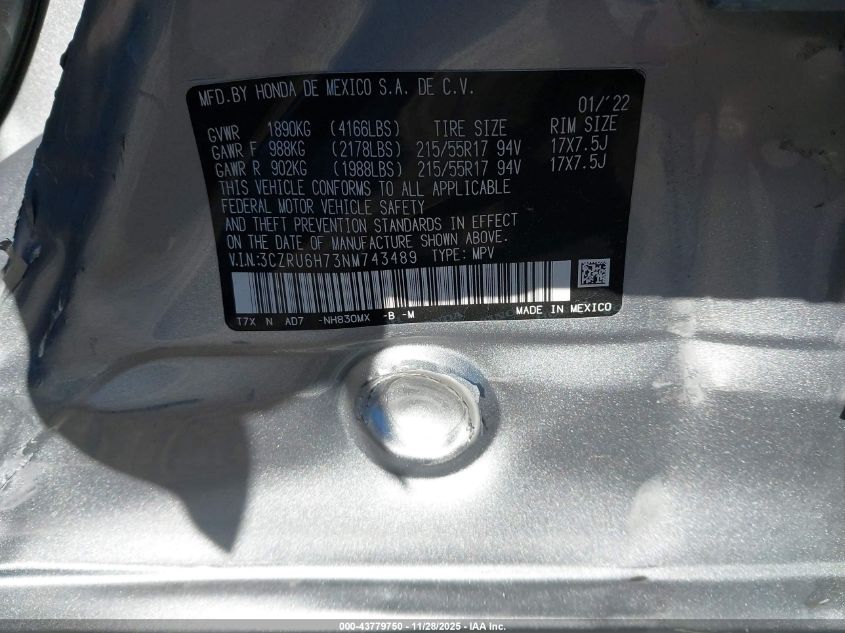 MFD.BY HONDA DE MEXICO S.A. DE C.V.
01/'22
GVWR 1890KG (4166LBS) TIRE SIZE RIM SIZE
GAWR F 988KG (2178LBS) 215/55R17 94V 17X7.5J
GAWR R 902KG (1988LBS) 215/55R17 94V 17X7.5J
THIS VEHICLE CONFORMS TO ALL APPLICABLE
FEDERAL MOTOR VEHICLE SAFETY
AND THEFT PREVENTION STANDARDS IN EFFECT
ON THE DATE OF MANUFACTURE SHOWN ABOVE.
V.I.N:3CZRU6H73NM743489 TYPE: MPV
T7X N AD7 -NH830MX -B -M MADE IN MEXICO
000-43779750 - 11/28/2025 - IAA Inc.